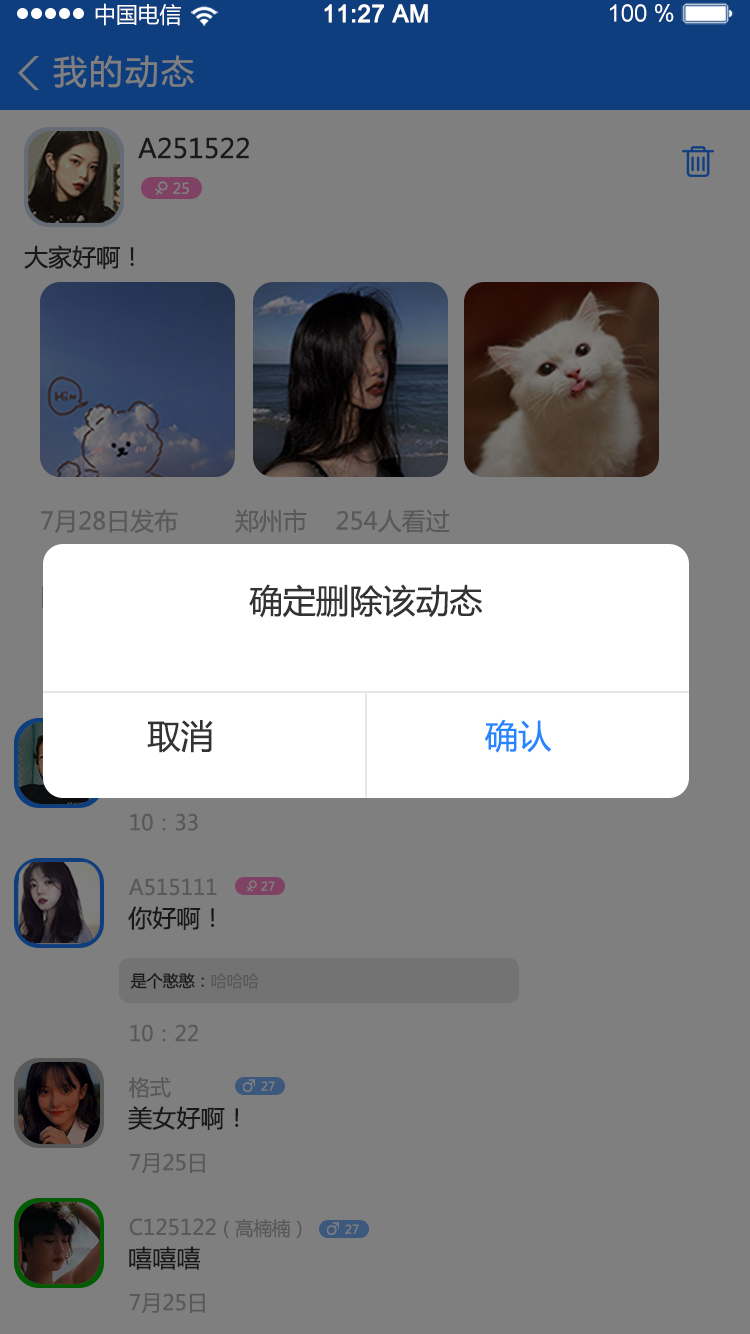 中国电信 11:27 AM 100 %
我的动态
A251522
25
大家好啊！
Hi~
7月28日发布 郑州市 254人看过
确定删除该动态
取消 确认
10：33
A515111 27
你好啊！
是个憨憨：哈哈哈
10：22
格式 27
美女好啊！
7月25日
C125122（高楠楠） 27
嘻嘻嘻
7月25日